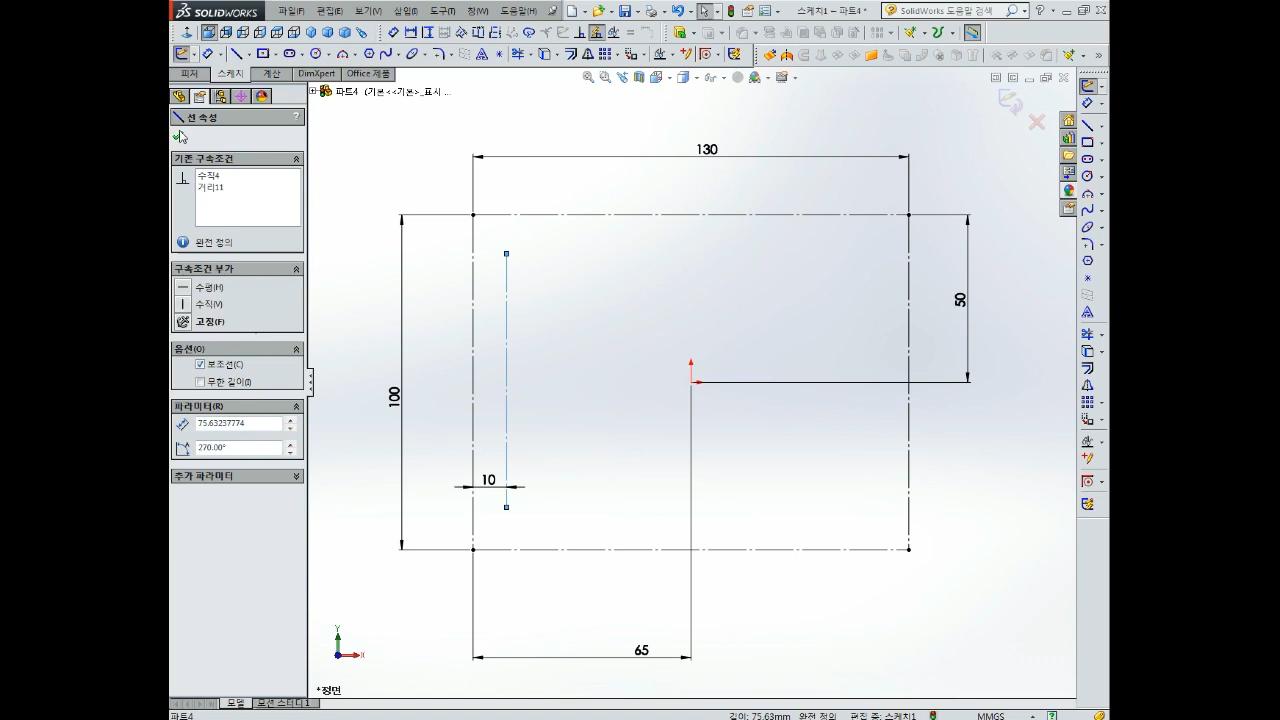 SOLIDWORKS 파일(F) 편집(E) 보기(V) 삽입(I) 도구(T) 창(W) 도움말(H) 스케치1 – 파트4 * SolidWorks 도움말 검색
피처 스케치 계산 DimXpert Office 제품
파트4 (기본<<기본>_표시 ...
선 속성 ?
기존 구속조건
수직4
거리11
완전 정의
구속조건 부가
수평(H)
수직(V)
고정(F)
옵션(O)
보조선(C)
무한 길이(I)
파라미터(R)
75.63237774
270.00°
추가 파라미터
130
50
100
10
65
Y
X
*정면
모델 모션 스터디1
파트4 길이: 75.63mm 완전 정의 편집 중: 스케치1 MMGS